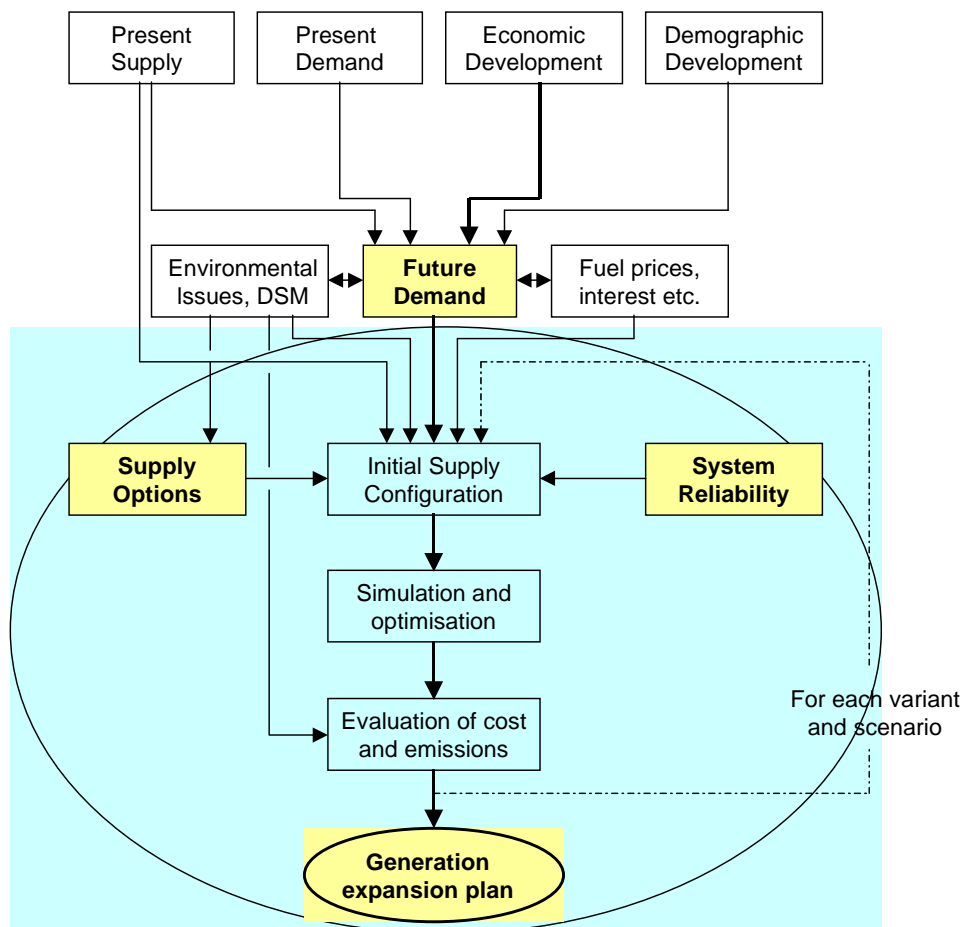 Present
Supply
Present
Demand
Economic
Development
Demographic
Development
Environmental
Issues, DSM
Future
Demand
Fuel prices,
interest etc.
Supply
Options
Initial Supply
Configuration
System
Reliability
Simulation and
optimisation
For each variant
and scenario
Evaluation of cost
and emissions
Generation
expansion plan